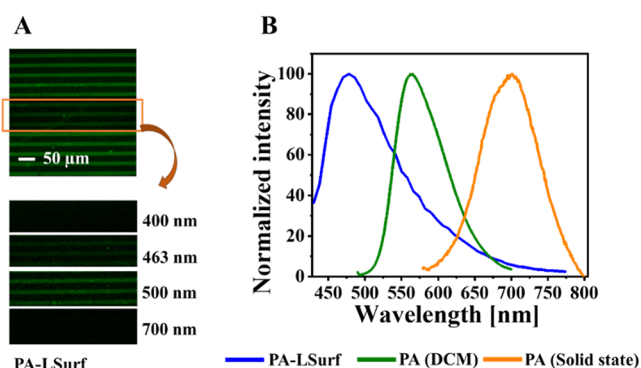 A
50 µm
400 nm
463 nm
500 nm
700 nm
PA-LSurf
B
Normalized intensity
100
80
60
40
20
0
450 500 550 600 650 700 750 800
Wavelength [nm]
PA-LSurf PA (DCM) PA (Solid state)